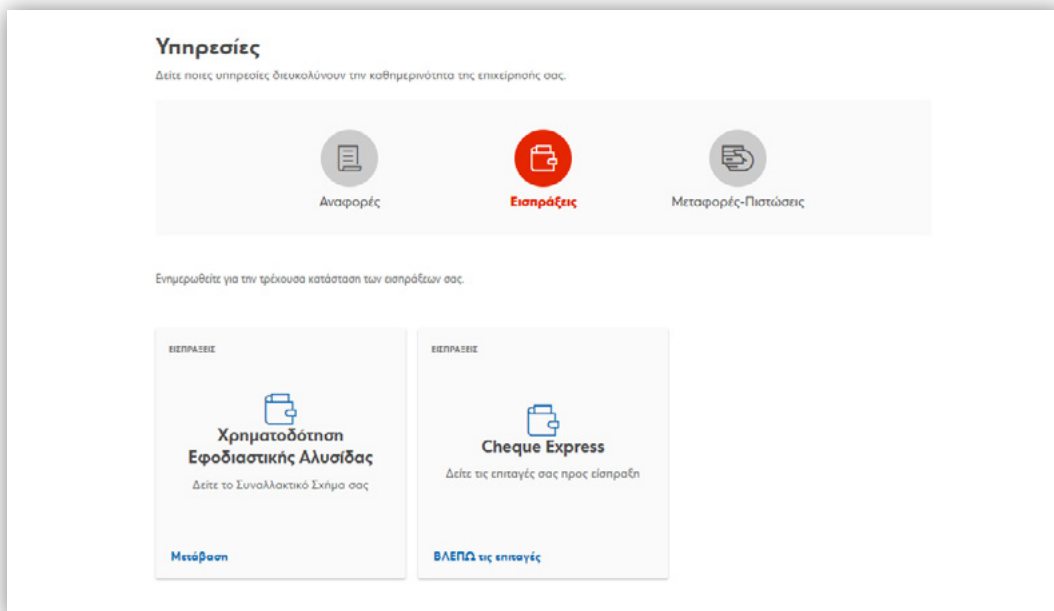 Υπηρεσίες
Δείτε ποιες υπηρεσίες διευκολύνουν την καθημερινότητα της επιχείρησής σας.
Αναφορές
Εισπράξεις
Μεταφορές-Πιστώσεις
Ενημερωθείτε για την τρέχουσα κατάσταση των εισπράξεων σας.
ΕΙΣΠΡΑΞΕΙΣ
Χρηματοδότηση
Εφοδιαστικής Αλυσίδας
Δείτε το Συναλλακτικό Σχήμα σας
Μετάβαση
ΕΙΣΠΡΑΞΕΙΣ
Cheque Express
Δείτε τις επιταγές σας προς είσπραξη
ΒΛΕΠΩ τις επιταγές